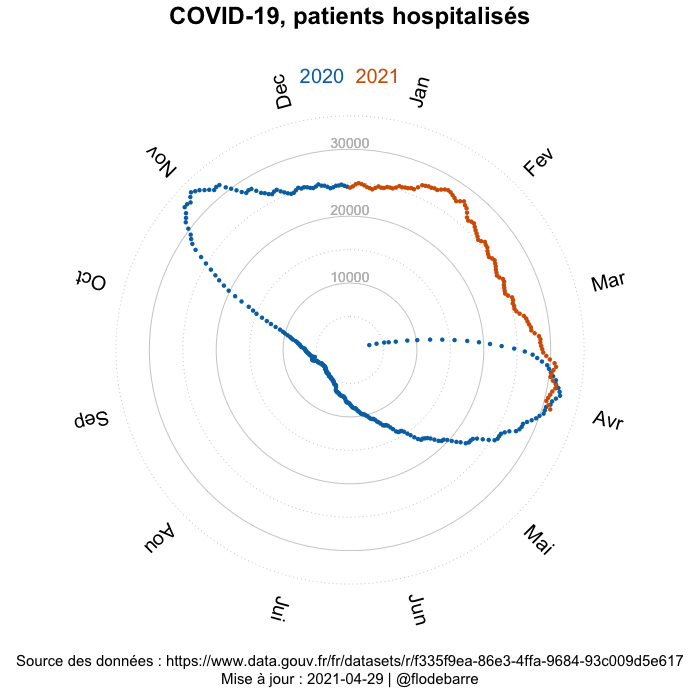 COVID-19, patients hospitalisés
2020 2021
Dec
Jan
Nov
Fev
30000
20000
Oct
10000
Mar
Sep
Avr
Aou
Mai
Jui
Jun
Source des données : https://www.data.gouv.fr/fr/datasets/r/f335f9ea-86e3-4ffa-9684-93c009d5e617
Mise à jour : 2021-04-29 | @flodebarre